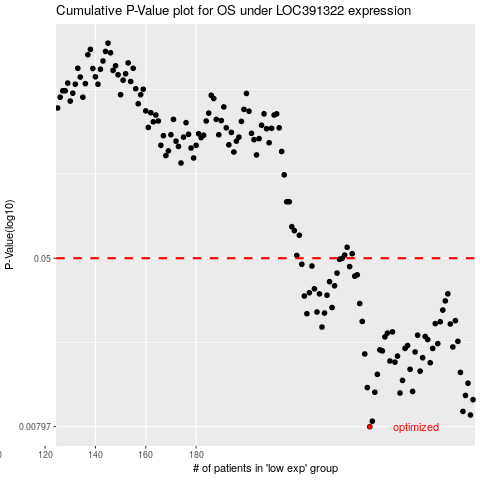 Cumulative P-Value plot for OS under LOC391322 expression
P-Value(log10)
0.05
0.00797
optimized
0
120
140
160
180
# of patients in 'low exp' group